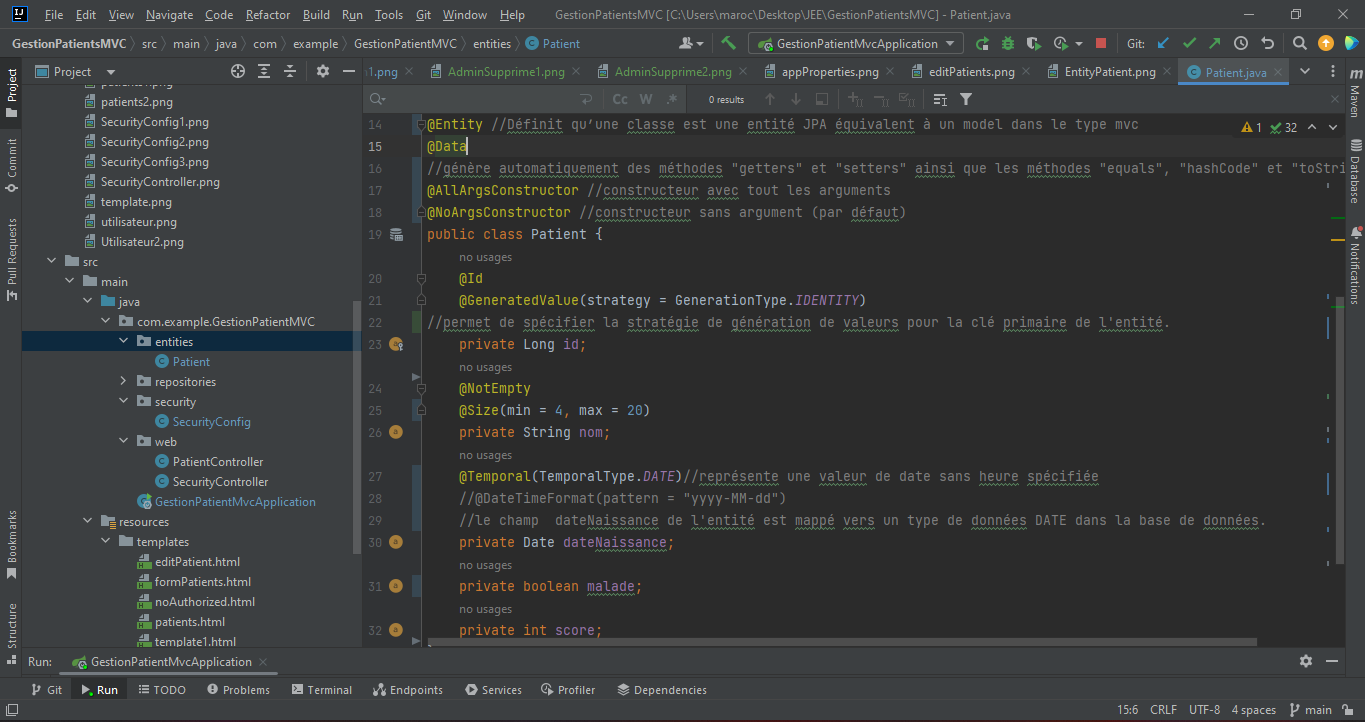 File Edit View Navigate Code Refactor Build Run Tools Git Window Help GestionPatientsMVC [C:\Users\maroc\Desktop\JEE\GestionPatientsMVC] - Patient.java
GestionPatientsMVC src main java com example GestionPatientMVC entities Patient GestionPatientMvcApplication Git:
Project s1.png AdminSupprime1.png AdminSupprime2.png appProperties.png editPatients.png EntityPatient.png Patient.java
Cc W .* 0 results
Project
Commit
Pull Requests
Bookmarks
Structure
patients2.png
SecurityConfig1.png
SecurityConfig2.png
SecurityConfig3.png
SecurityController.png
template.png
utilisateur.png
Utilisateur2.png
src
main
java
com.example.GestionPatientMVC
entities
Patient
repositories
security
SecurityConfig
web
PatientController
SecurityController
GestionPatientMvcApplication
resources
templates
editPatient.html
formPatients.html
noAuthorized.html
patients.html
template1.html
14 @Entity //Définit qu’une classe est une entité JPA équivalent à un model dans le type mvc
1 32
15 @Data
16 //génère automatiquement des méthodes "getters" et "setters" ainsi que les méthodes "equals", "hashCode" et "toStri
17 @AllArgsConstructor //constructeur avec tout les arguments
18 @NoArgsConstructor //constructeur sans argument (par défaut)
19 public class Patient {
no usages
20 @Id
21 @GeneratedValue(strategy = GenerationType.IDENTITY)
22 //permet de spécifier la stratégie de génération de valeurs pour la clé primaire de l'entité.
23 private Long id;
no usages
24 @NotEmpty
25 @Size(min = 4, max = 20)
26 private String nom;
no usages
27 @Temporal(TemporalType.DATE)//représente une valeur de date sans heure spécifiée
28 //@DateTimeFormat(pattern = "yyyy-MM-dd")
29 //le champ  dateNaissance de l'entité est mappé vers un type de données DATE dans la base de données.
30 private Date dateNaissance;
no usages
31 private boolean malade;
no usages
32 private int score;
Maven
Database
Notifications
Run: GestionPatientMvcApplication
Git Run TODO Problems Terminal Endpoints Services Profiler Dependencies
15:6 CRLF UTF-8 4 spaces main